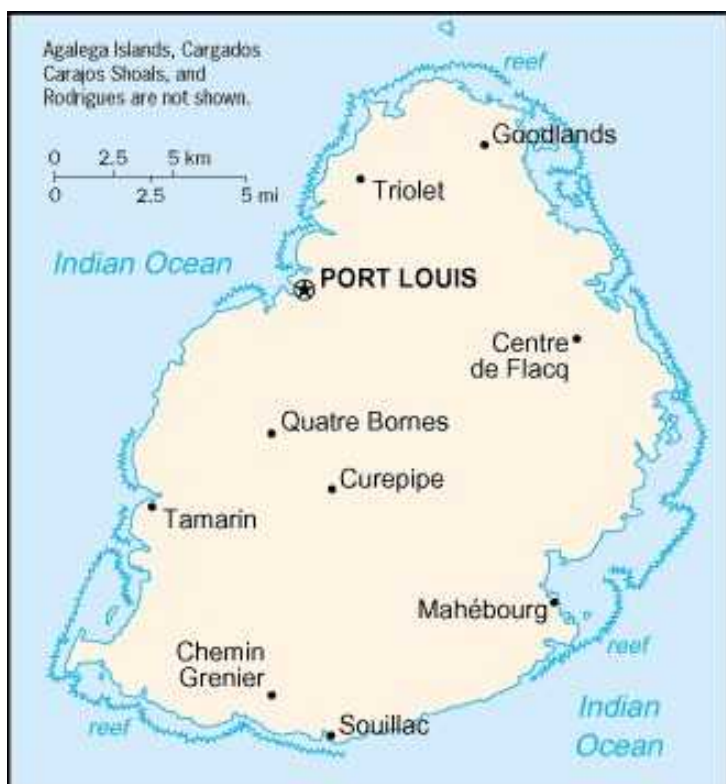 Agalega Islands, Cargados
Carajos Shoals, and
Rodrigues are not shown.
reef
0 2.5 5 km
0 2.5 5 mi
Goodlands
Triolet
Indian Ocean
PORT LOUIS
Centre
de Flacq
Quatre Bornes
Curepipe
Tamarin
Mahébourg
reef
Chemin
Grenier
Indian
Ocean
reef
Souillac